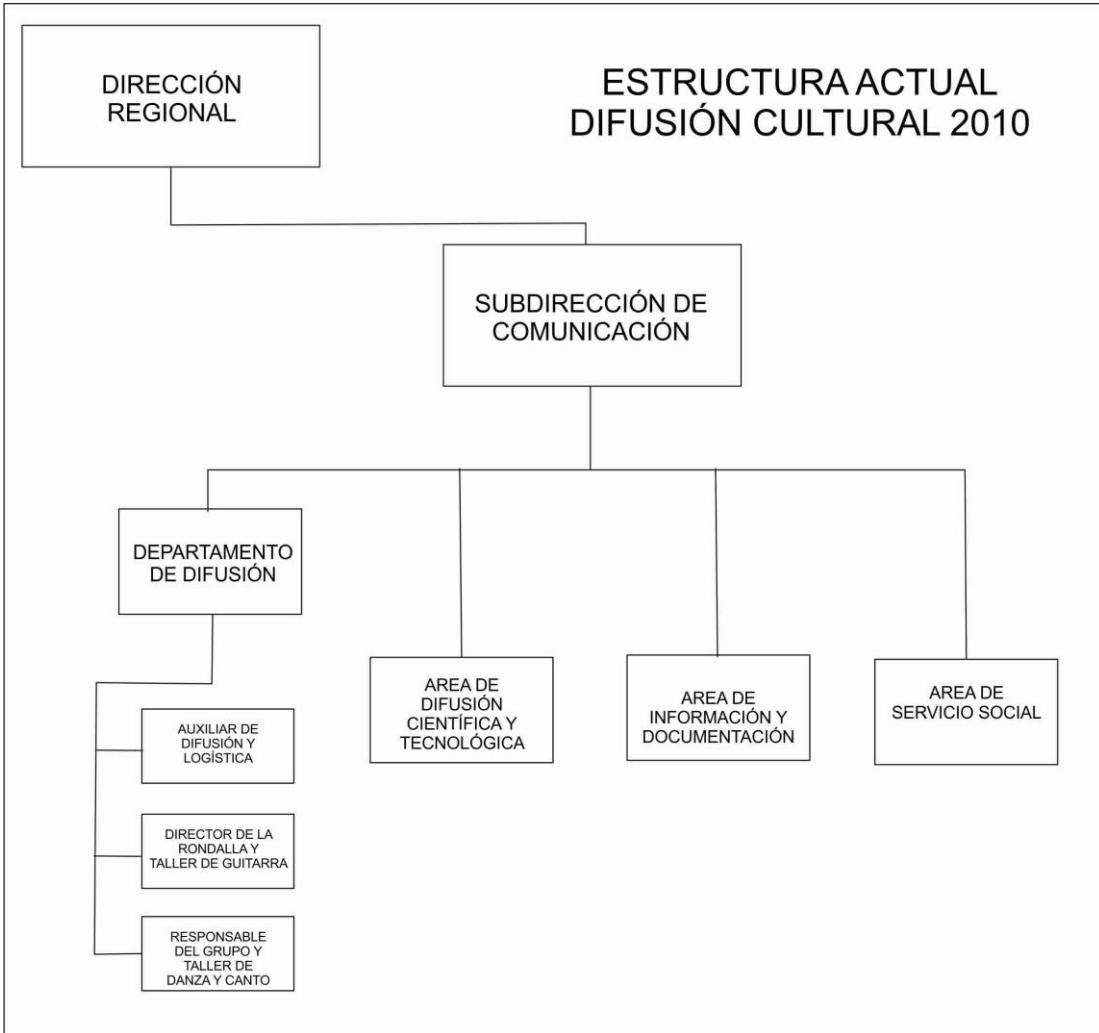 DIRECCIÓN
REGIONAL
ESTRUCTURA ACTUAL
DIFUSIÓN CULTURAL 2010
SUBDIRECCIÓN DE
COMUNICACIÓN
DEPARTAMENTO
DE DIFUSIÓN
AREA DE
DIFUSIÓN
CIENTÍFICA Y
TECNOLÓGICA
AREA DE
INFORMACIÓN Y
DOCUMENTACIÓN
AREA DE
SERVICIO SOCIAL
AUXILIAR DE
DIFUSIÓN Y
LOGÍSTICA
DIRECTOR DE LA
RONDALLA Y
TALLER DE GUITARRA
RESPONSABLE
DEL GRUPO Y
TALLER DE
DANZA Y CANTO